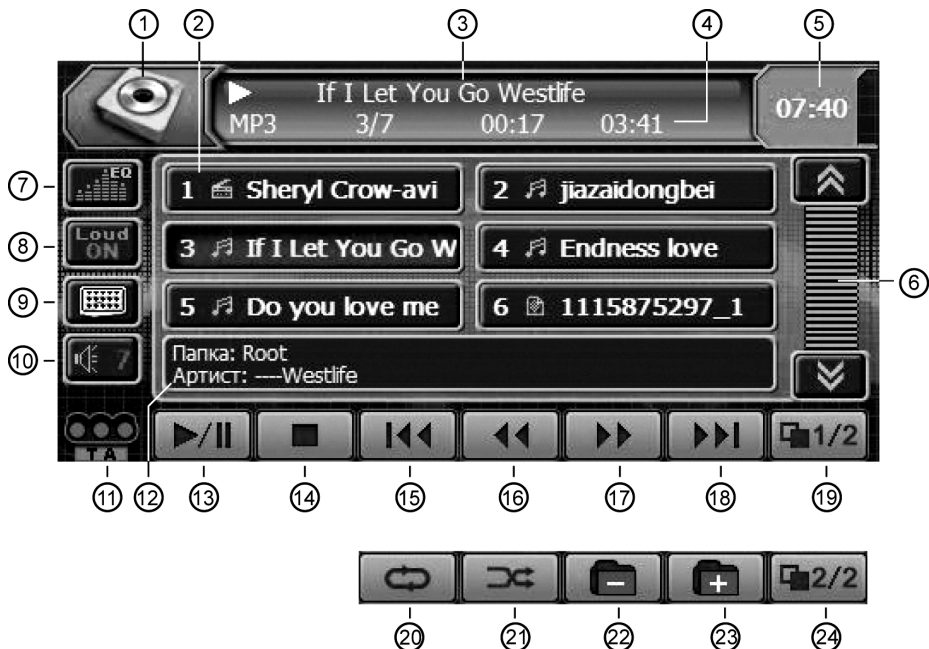 1 2 3 4 5
If I Let You Go Westlife
MP3 3/7 00:17 03:41
07:40
7 EQ
1 Sheryl Crow-avi 2 jiazaidongbei
8 Loud ON
3 If I Let You Go W 4 Endness love
6
9
5 Do you love me 6 1115875297_1
10 7
Папка: Root
Артист: ----Westlife
TA
1/2
11 12 13 14 15 16 17 18 19
2/2
20 21 22 23 24